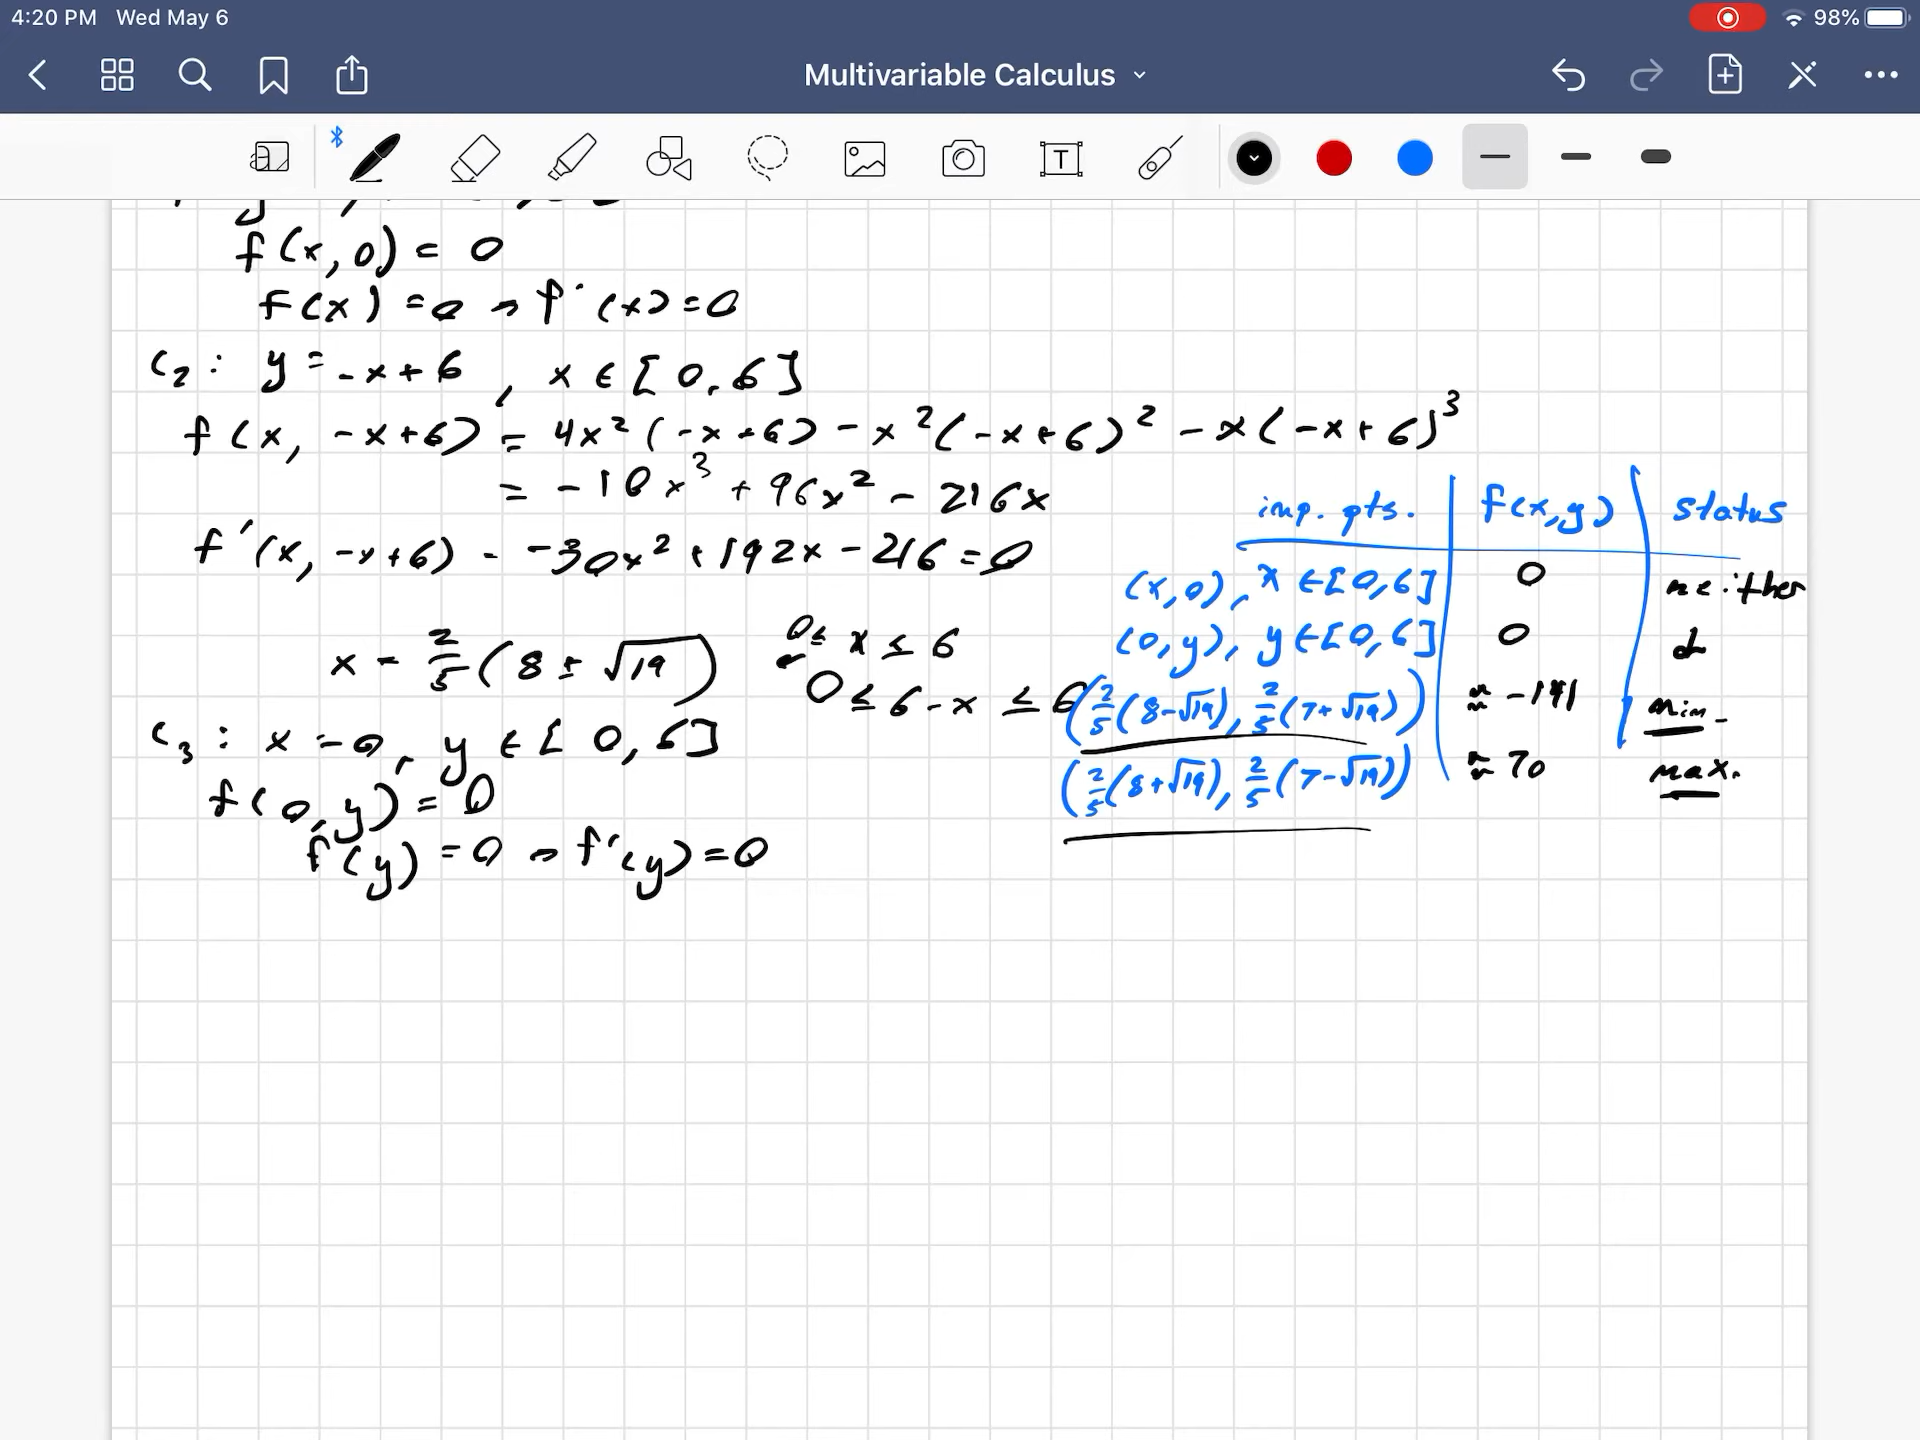 4:20 PM Wed May 6
98%
Multivariable Calculus
f(x, 0) = 0
f(x) = 0 → f'(x) = 0
C₂ : y = -x + 6 , x ∈ [0, 6]
f(x, -x+6) = 4x²(-x+6) - x²(-x+6)² - x(-x+6)³
= -10x³ + 96x² - 216x
f'(x, -x+6) = -30x² + 192x - 216 = 0
x = 2/5 (8 ± √19)
0 ≤ x ≤ 6
0 ≤ 6-x ≤ 6
C₃ : x = 0, y ∈ [0, 6]
f(0, y) = 0
f(y) = 0 → f'(y) = 0
imp. pts. | f(x,y) | status
(x,0), x ∈ [0,6] | 0 | neither
(0,y), y ∈ [0,6] | 0
(2/5(8-√19), 2/5(7+√19)) | min.
(2/5(8+√19), 2/5(7-√19)) | ≈ 70 | max.